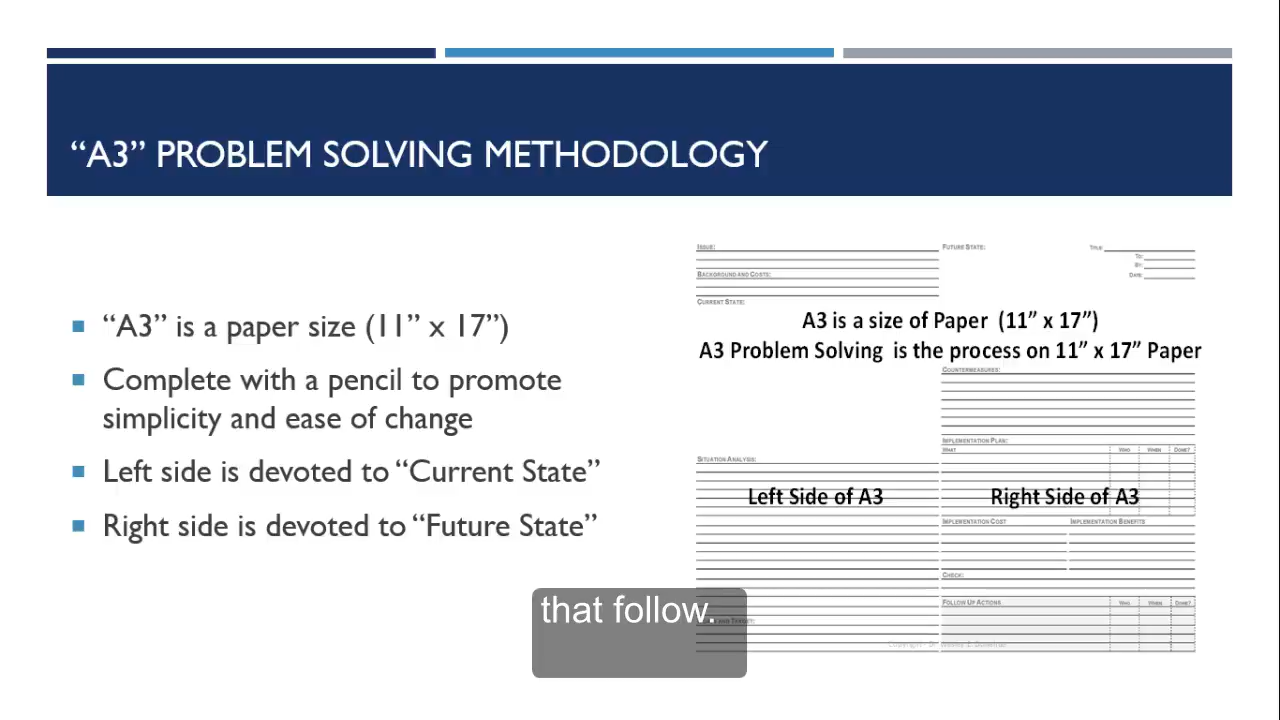 “A3” PROBLEM SOLVING METHODOLOGY
“A3” is a paper size (11” x 17”)
Complete with a pencil to promote
simplicity and ease of change
Left side is devoted to “Current State”
Right side is devoted to “Future State”
ISSUE:
BACKGROUND AND COSTS:
CURRENT STATE:
FUTURE STATE:
TITLE:
TO:
BY:
DATE:
A3 is a size of Paper (11” x 17”)
A3 Problem Solving is the process on 11” x 17” Paper
COUNTERMEASURES:
IMPLEMENTATION PLAN:
WHAT WHO WHEN DONE?
SITUATION ANALYSIS:
Left Side of A3 Right Side of A3
IMPLEMENTATION COST IMPLEMENTATION BENEFITS
CHECK:
FOLLOW UP ACTIONS WHO WHEN DONE?
that follow.